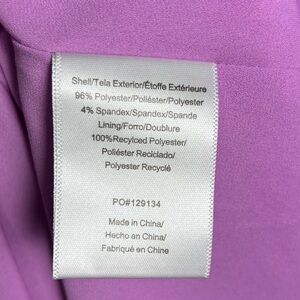 Shell/Tela Exterior/Étoffe Extérieure
96% Polyester/Poliéster/Polyester
4% Spandex/Spandex/Spande
Lining/Forro/Doublure
100%Recyicled Polyester/
Poliéster Reciclado/
Polyester Recyclé
PO#129134
Made in China/
Hecho en China/
Fabriqué en Chine